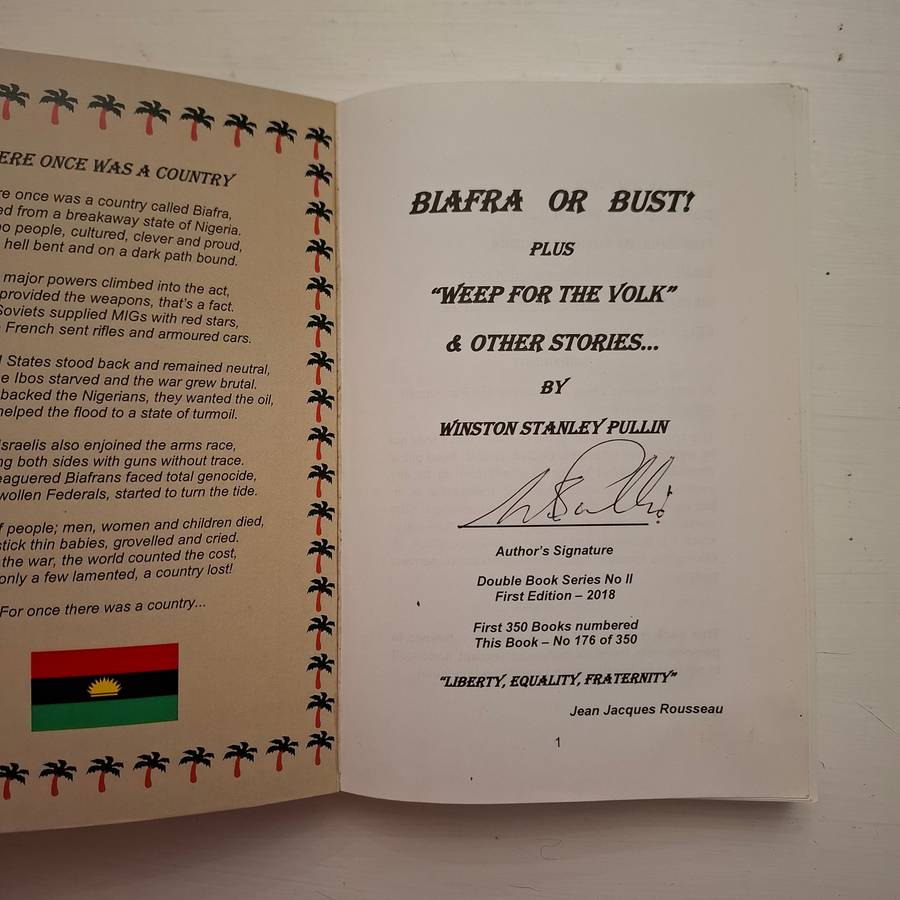 ERE ONCE WAS A COUNTRY
re once was a country called Biafra,
ed from a breakaway state of Nigeria.
o people, cultured, clever and proud,
hell bent and on a dark path bound.
major powers climbed into the act,
provided the weapons, that's a fact.
Soviets supplied MIGs with red stars,
French sent rifles and armoured cars.
States stood back and remained neutral,
e Ibos starved and the war grew brutal.
backed the Nigerians, they wanted the oil,
helped the flood to a state of turmoil.
sraelis also enjoined the arms race,
ng both sides with guns without trace.
eaguered Biafrans faced total genocide,
wollen Federals, started to turn the tide.
f people; men, women and children died,
stick thin babies, grovelled and cried.
the war, the world counted the cost,
only a few lamented, a country lost!
For once there was a country...
BIAFRA OR BUST!
PLUS
"WEEP FOR THE VOLK"
& OTHER STORIES...
BY
WINSTON STANLEY PULLIN
Author's Signature
Double Book Series No II
First Edition – 2018
First 350 Books numbered
This Book – No 176 of 350
"LIBERTY, EQUALITY, FRATERNITY"
Jean Jacques Rousseau
1